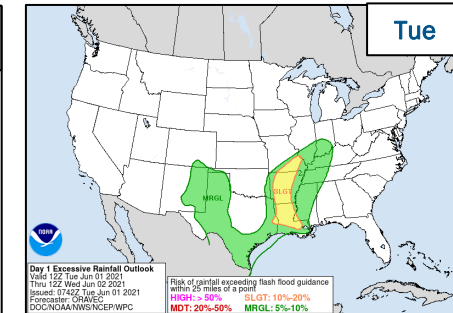 Tue
MRGL
SLGT
NOAA
Day 1 Excessive Rainfall Outlook
Valid 12Z Tue Jun 01 2021
Thru 12Z Wed Jun 02 2021
Issued: 0742Z Tue Jun 01 2021
Forecaster: ORAVEC
DOC/NOAA/NWS/NCEP/WPC
Risk of rainfall exceeding flash flood guidance
within 25 miles of a point
HIGH: > 50% SLGT: 10%-20%
MDT: 20%-50% MRGL: 5%-10%